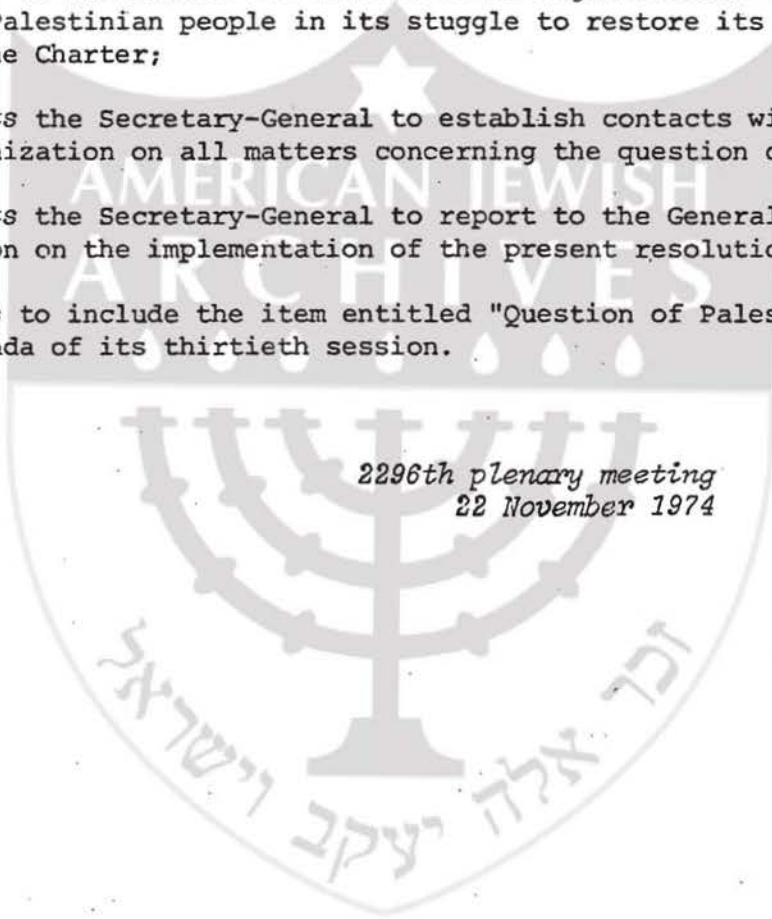 Palestinian people in its stuggle to restore its
e Charter;
s the Secretary-General to establish contacts wi
ization on all matters concerning the question o
s the Secretary-General to report to the General
on on the implementation of the present resolutio
to include the item entitled "Question of Pales
da of its thirtieth session.
2296th plenary meeting
22 November 1974
AMERICAN JEWISH
ARCHIVES
זכר אלה יעקב וישראל